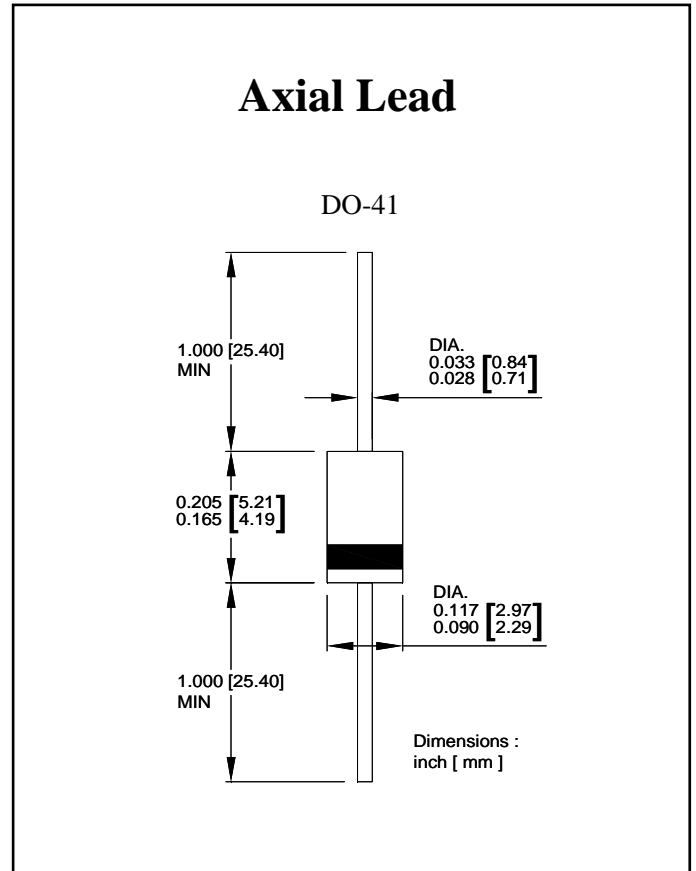 Axial Lead
DO-41
1.000 [25.40]
MIN
DIA.
0.033 [0.84]
0.028 [0.71]
0.205 [5.21]
0.165 [4.19]
DIA.
0.117 [2.97]
0.090 [2.29]
1.000 [25.40]
MIN
Dimensions :
inch [ mm ]